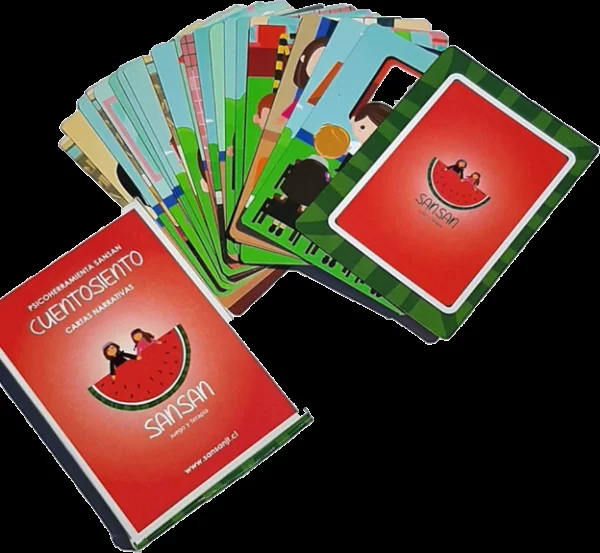 PSICOHERRAMIENTA SANSAN
CUENTOSIENTO
CARTAS NARRATIVAS
SANSAN
Juego y Terapia
www.sansanjt.cl
SANSAN